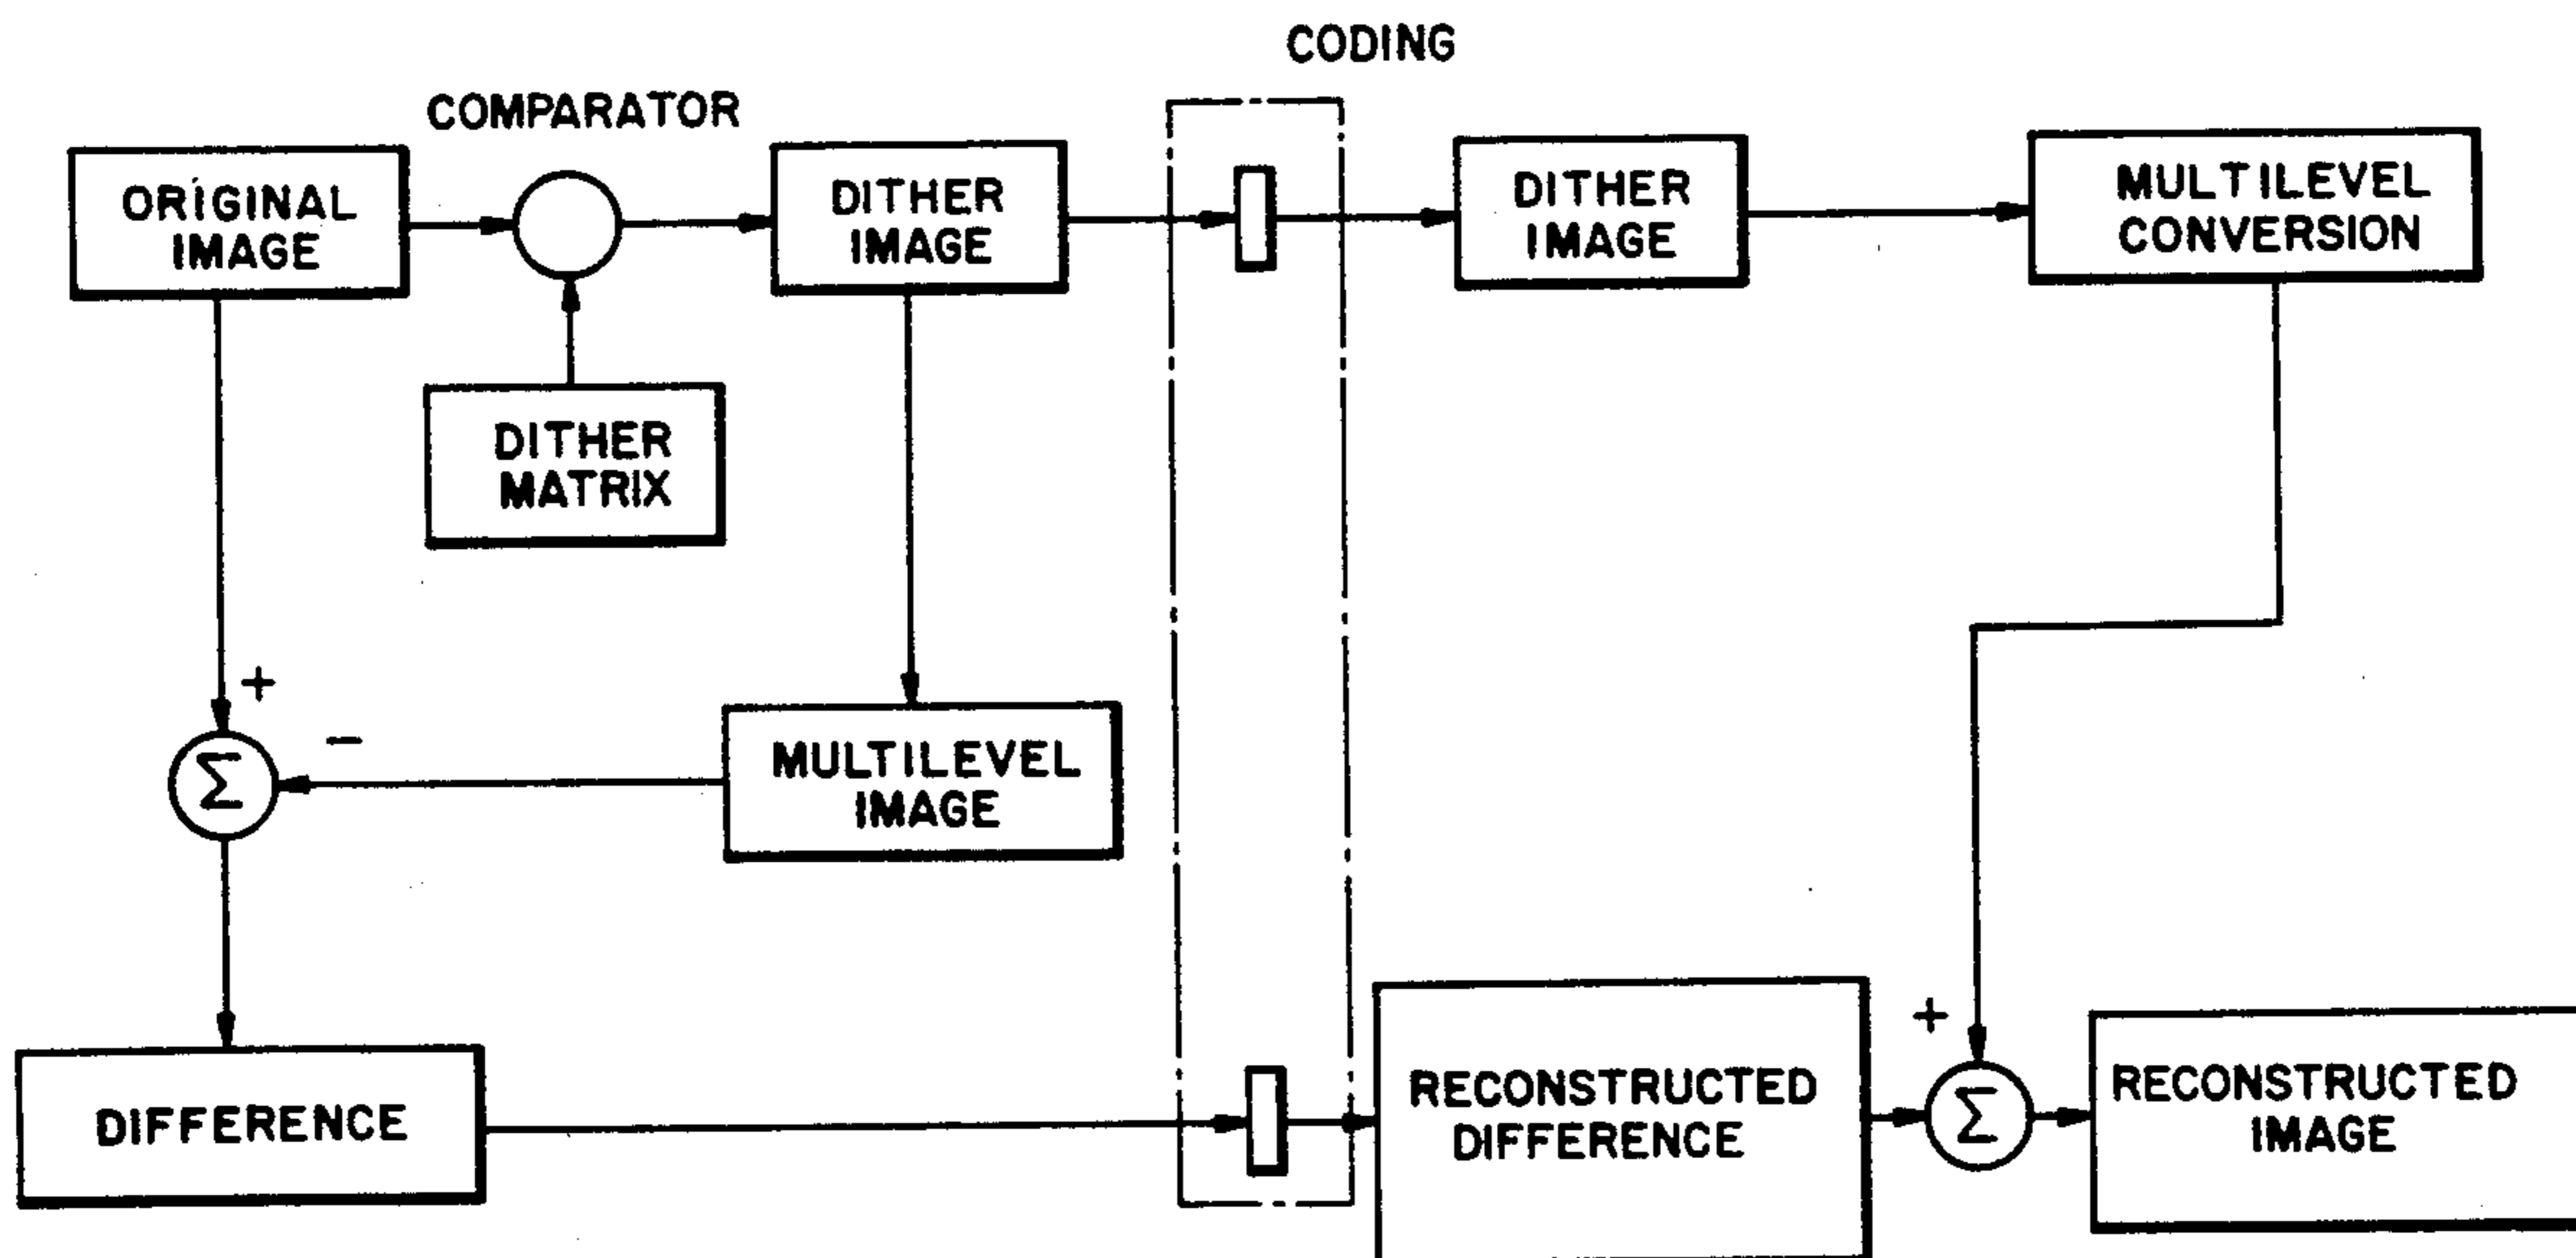 CODING
COMPARATOR
ORIGINAL
IMAGE
DITHER
IMAGE
DITHER
IMAGE
MULTILEVEL
CONVERSION
DITHER
MATRIX
+
−
Σ
MULTILEVEL
IMAGE
DIFFERENCE
RECONSTRUCTED
DIFFERENCE
+
Σ
RECONSTRUCTED
IMAGE